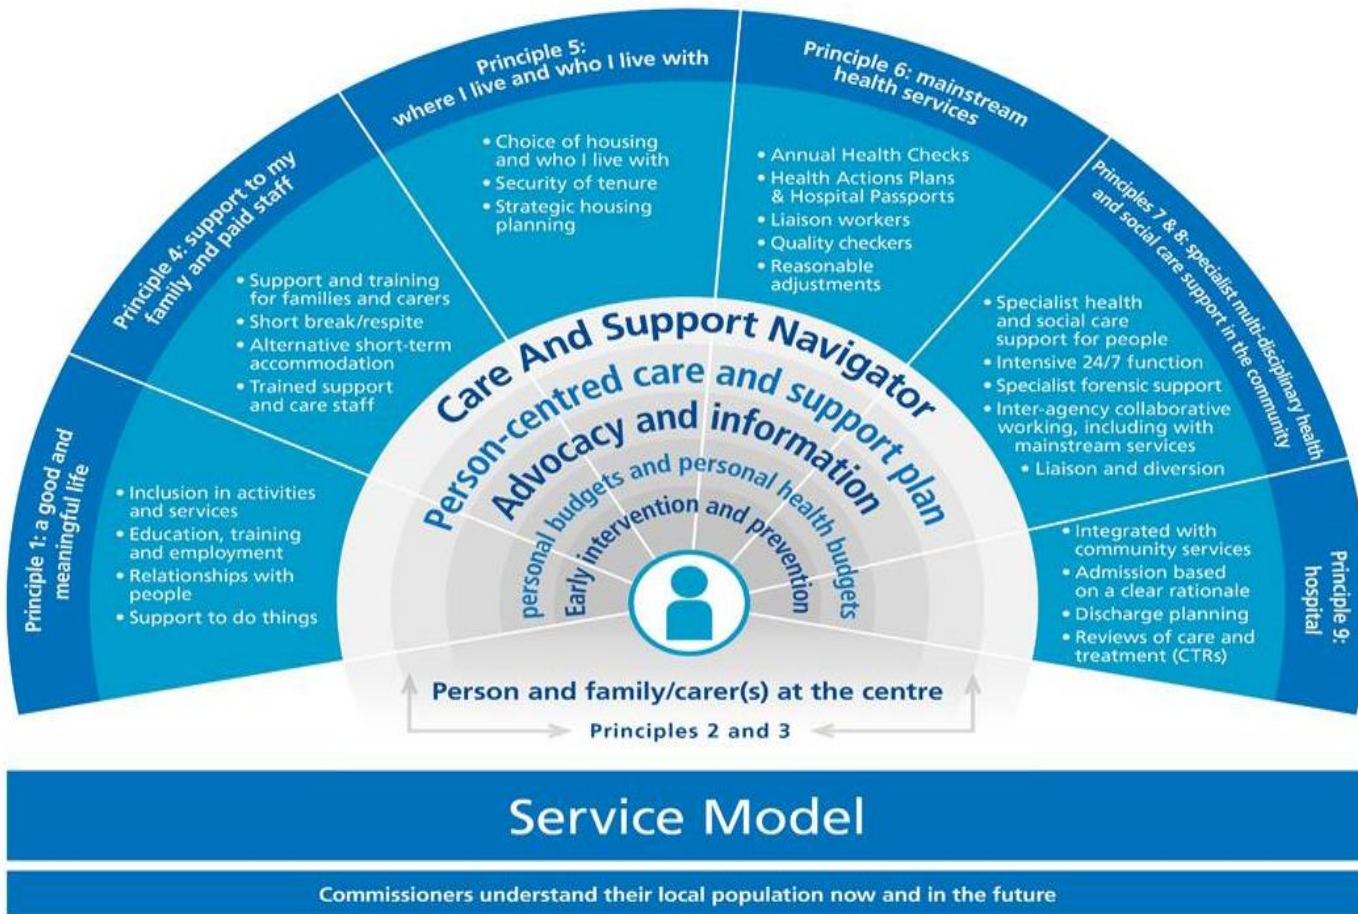 Principle 1: a good and
meaningful life
• Inclusion in activities
and services
• Education, training
and employment
• Relationships with
people
• Support to do things
Principle 4: support to my
family and paid staff
• Support and training
for families and carers
• Short break/respite
• Alternative short-term
accommodation
• Trained support
and care staff
Principle 5:
where I live and who I live with
• Choice of housing
and who I live with
• Security of tenure
• Strategic housing
planning
Principle 6: mainstream
health services
• Annual Health Checks
• Health Actions Plans
& Hospital Passports
• Liaison workers
• Quality checkers
• Reasonable
adjustments
Principles 7 & 8: specialist multi-disciplinary health
and social care support in the community
• Specialist health
and social care
support for people
• Intensive 24/7 function
• Specialist forensic support
• Inter-agency collaborative
working, including with
mainstream services
• Liaison and diversion
Principle 9:
hospital
• Integrated with
community services
• Admission based
on a clear rationale
• Discharge planning
• Reviews of care and
treatment (CTRs)
Care And Support Navigator
Person-centred care and support plan
Advocacy and information
personal budgets and personal health budgets
Early intervention and prevention
Person and family/carer(s) at the centre
Principles 2 and 3
Service Model
Commissioners understand their local population now and in the future